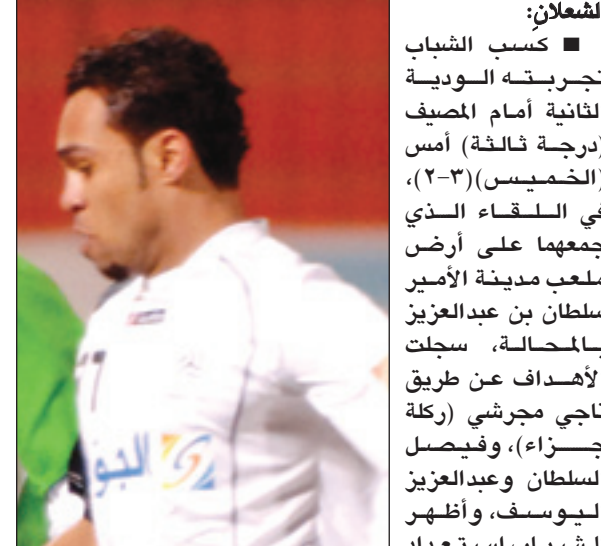 الشعلان:
■ كسب الشباب
تجربته الودية
الثانية أمام المصيف
(درجة ثالثة) أمس
(الخميس)(٣-٢)،
في اللقاء الذي
جمعهما على أرض
ملعب مدينة الأمير
سلطان بن عبدالعزيز
بالمحالة، سجلت
الأهداف عن طريق
ناجي مجرشي (ركلة
جزاء)، وفيصل
السلطان وعبدالعزيز
اليوسف، وأظهر
الجو